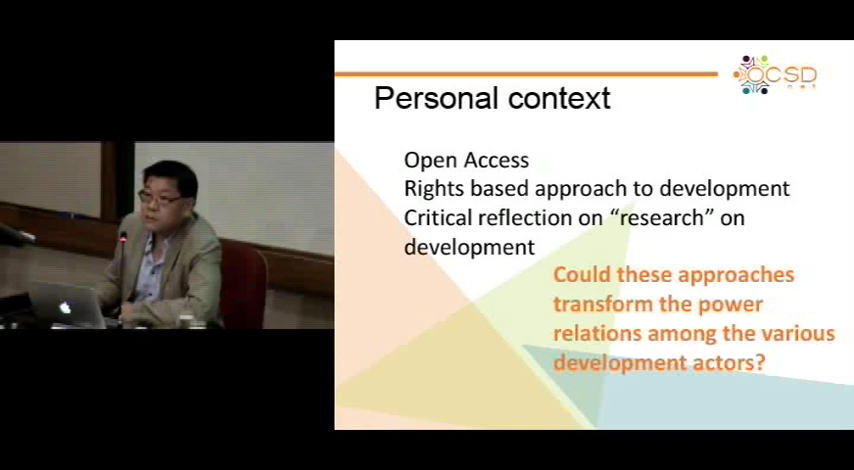 OCSD
net
Personal context
Open Access
Rights based approach to development
Critical reflection on “research” on
development
Could these approaches
transform the power
relations among the various
development actors?